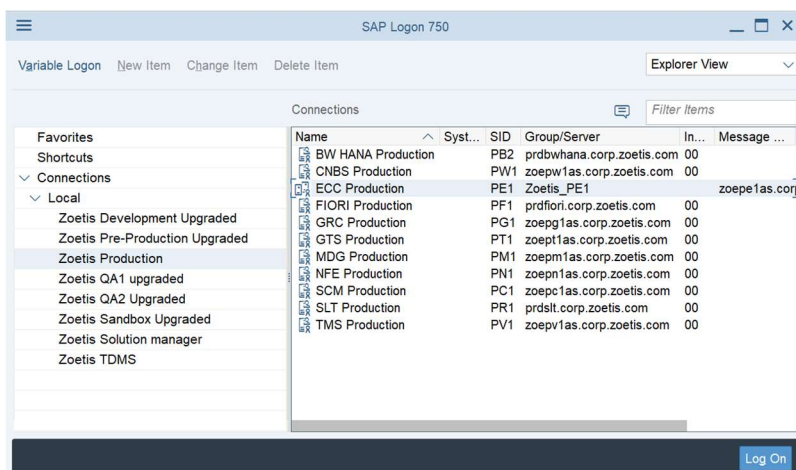 SAP Logon 750
Variable Logon New Item Change Item Delete Item Explorer View
Connections Filter Items
Favorites
Shortcuts
Connections
Local
Zoetis Development Upgraded
Zoetis Pre-Production Upgraded
Zoetis Production
Zoetis QA1 upgraded
Zoetis QA2 Upgraded
Zoetis Sandbox Upgraded
Zoetis Solution manager
Zoetis TDMS
Name Syst... SID Group/Server In... Message ...
BW HANA Production PB2 prdbwhana.corp.zoetis.com 00
CNBS Production PW1 zoepw1as.corp.zoetis.com 00
ECC Production PE1 Zoetis_PE1 zoepe1as.cor
FIORI Production PF1 prdfiori.corp.zoetis.com 00
GRC Production PG1 zoepg1as.corp.zoetis.com 00
GTS Production PT1 zoept1as.corp.zoetis.com 00
MDG Production PM1 zoepm1as.corp.zoetis.com 00
NFE Production PN1 zoepn1as.corp.zoetis.com 00
SCM Production PC1 zoepc1as.corp.zoetis.com 00
SLT Production PR1 prdslt.corp.zoetis.com 00
TMS Production PV1 zoepv1as.corp.zoetis.com 00
Log On